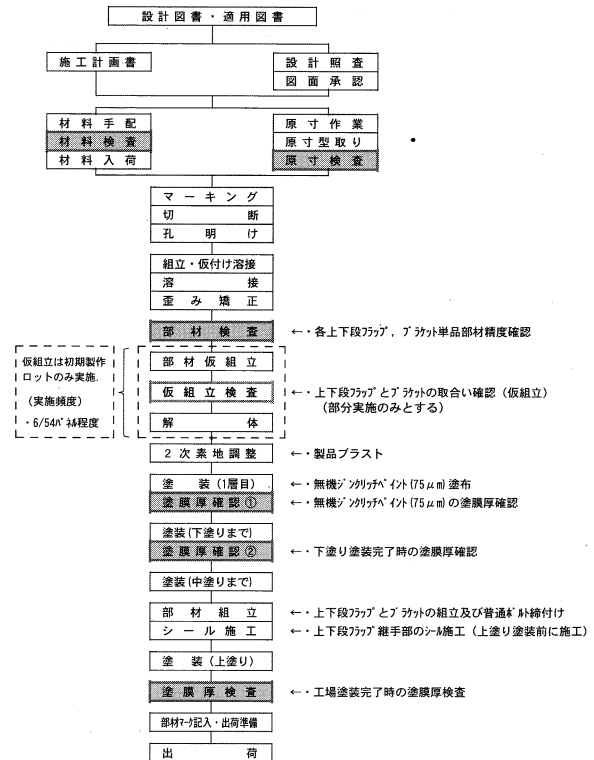 設計図書・適用図書
施工計画書
設計照査
図面承認
材料手配
材料検査
材料入荷
原寸作業
原寸型取り
原寸検査
マーキング
切断
孔明け
組立・仮付け溶接
溶接
歪み矯正
部材検査
←・各上下段ﾌﾗｯﾌﾟ，ﾌﾞﾗｹｯﾄ単品部材精度確認
仮組立は初期製作
ロットのみ実施.
(実施頻度)
・6/54ﾊﾟﾈﾙ程度
部材仮組立
仮組立検査
←・上下段ﾌﾗｯﾌﾟとﾌﾞﾗｹｯﾄの取合い確認（仮組立）
（部分実施のみとする）
解体
２次素地調整
←・製品ブラスト
塗装(1層目)
←・無機ｼﾞﾝｸﾘｯﾁﾍﾟｲﾝﾄ(75μm)塗布
塗膜厚確認①
←・無機ｼﾞﾝｸﾘｯﾁﾍﾟｲﾝﾄ(75μm)の塗膜厚確認
塗装(下塗りまで)
塗膜厚確認②
←・下塗り塗装完了時の塗膜厚確認
塗装(中塗りまで)
部材組立
←・上下段ﾌﾗｯﾌﾟとﾌﾞﾗｹｯﾄの組立及び普通ﾎﾞﾙﾄ締付け
シール施工
←・上下段ﾌﾗｯﾌﾟ継手部のｼｰﾙ施工（上塗り塗装前に施工）
塗装(上塗り)
塗膜厚検査
←・工場塗装完了時の塗膜厚検査
部材ﾏｰｸ記入・出荷準備
出荷